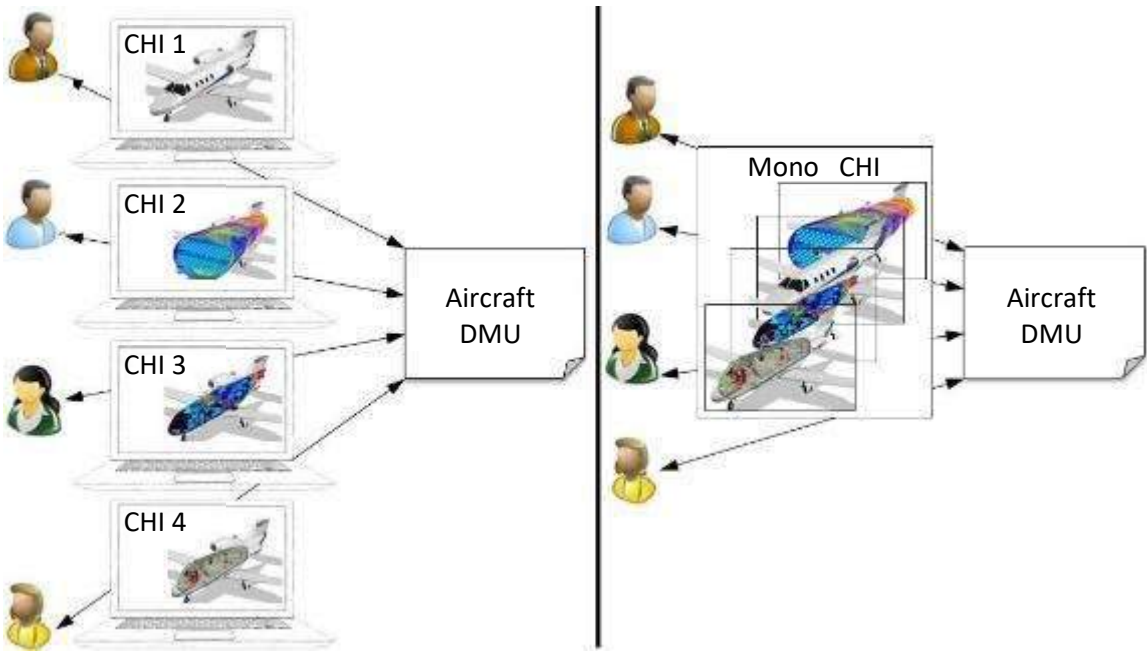 CHI 1
CHI 2
CHI 3
CHI 4
Aircraft
DMU
Mono CHI
Aircraft
DMU